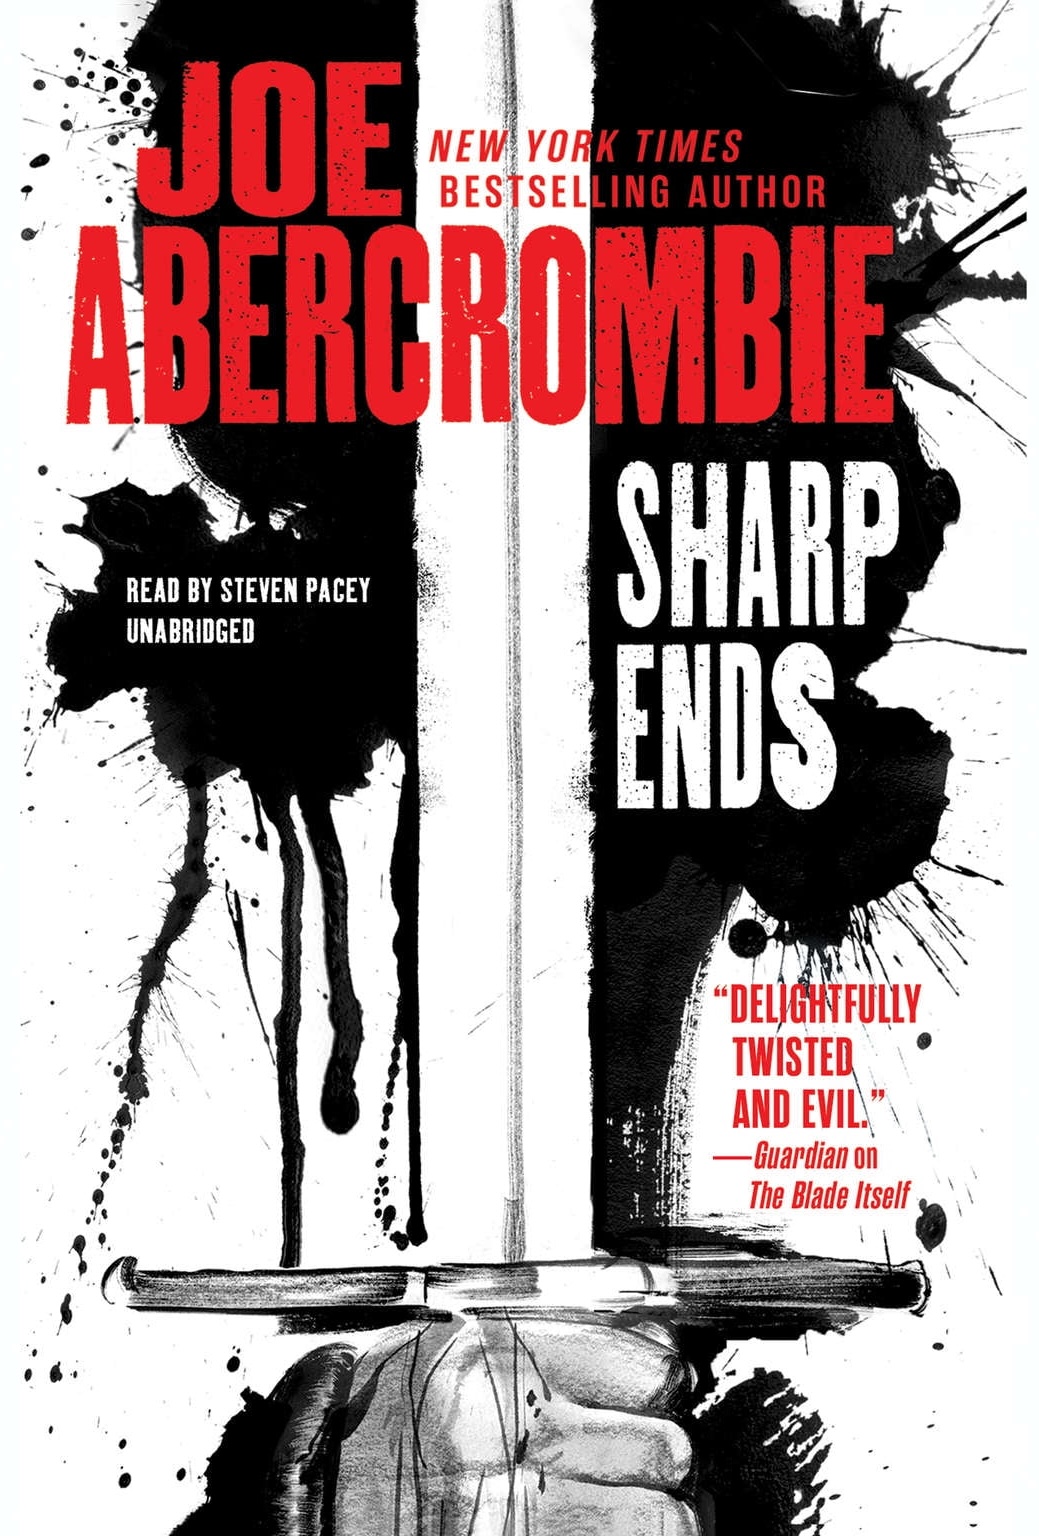 JOE
NEW YORK TIMES
BESTSELLING AUTHOR
ABERCROMBIE
SHARP
ENDS
READ BY STEVEN PACEY
UNABRIDGED
“DELIGHTFULLY
TWISTED
AND EVIL.”
—Guardian on
The Blade Itself